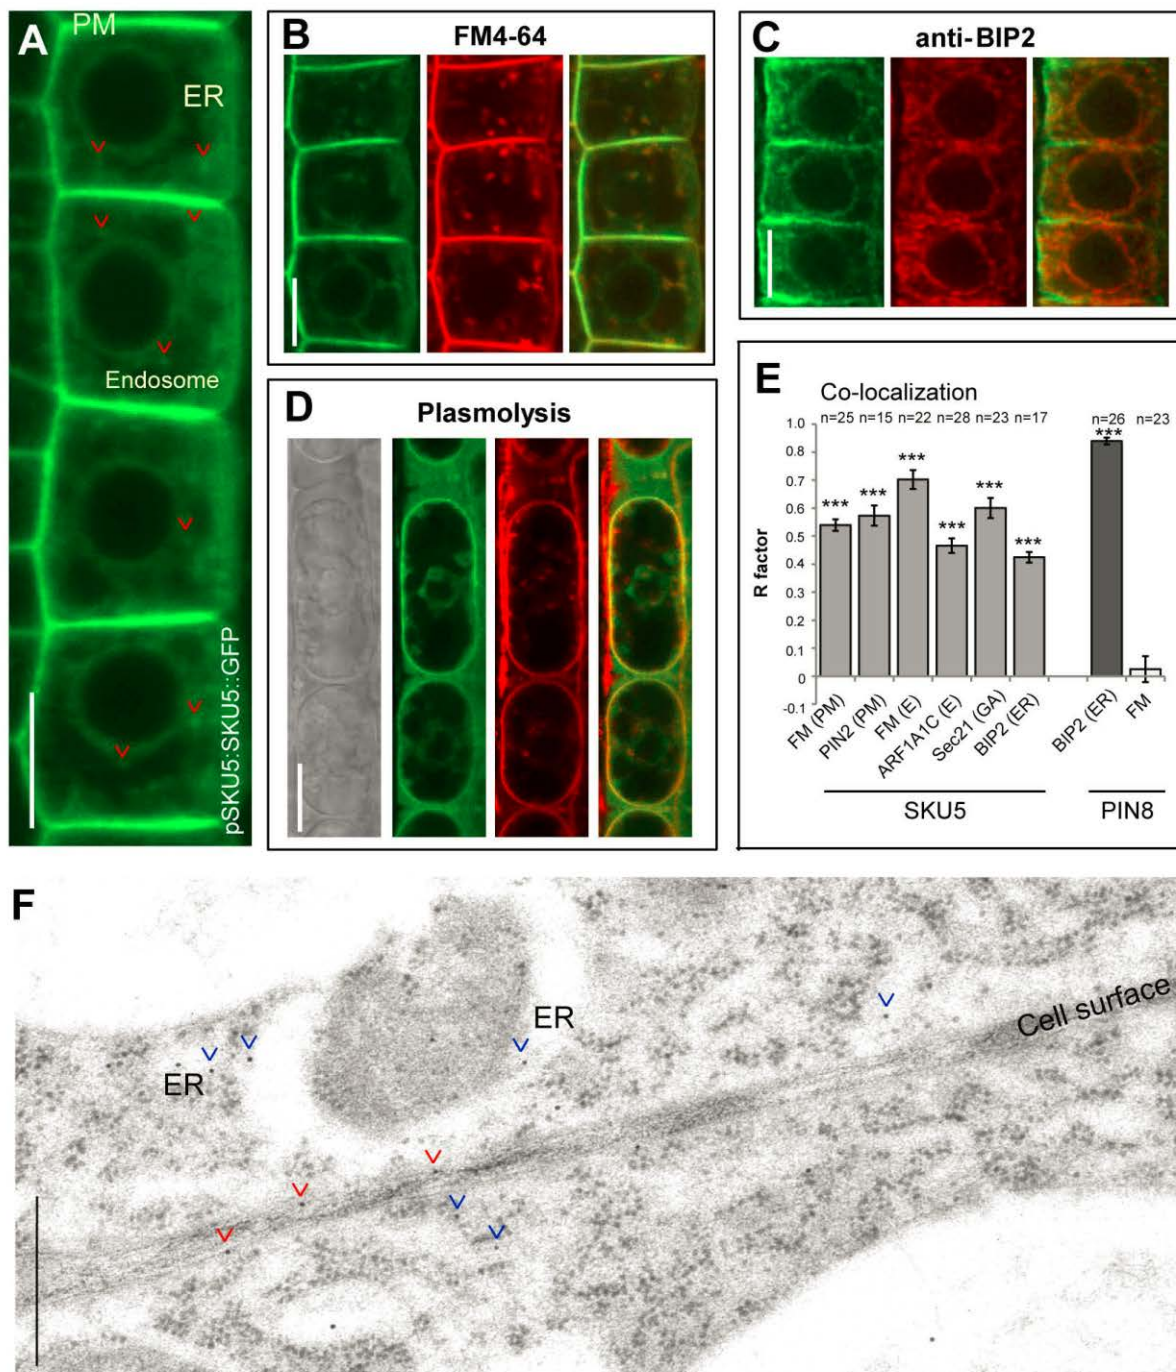 A
PM
ER
Endosome
pSKU5:SKU5::GFP
B
FM4-64
C
anti-BIP2
D
Plasmolysis
E
Co-localization
n=25 n=15 n=22 n=28 n=23 n=17 n=26 n=23
*** *** *** *** *** *** ***
R factor
1.0
0.9
0.8
0.7
0.6
0.5
0.4
0.3
0.2
0.1
0
-0.1
FM (PM)
PIN2 (PM)
FM (E)
ARF1A1C (E)
Sec21 (GA)
BIP2 (ER)
BIP2 (ER)
FM
SKU5 PIN8
F
ER
ER
Cell surface